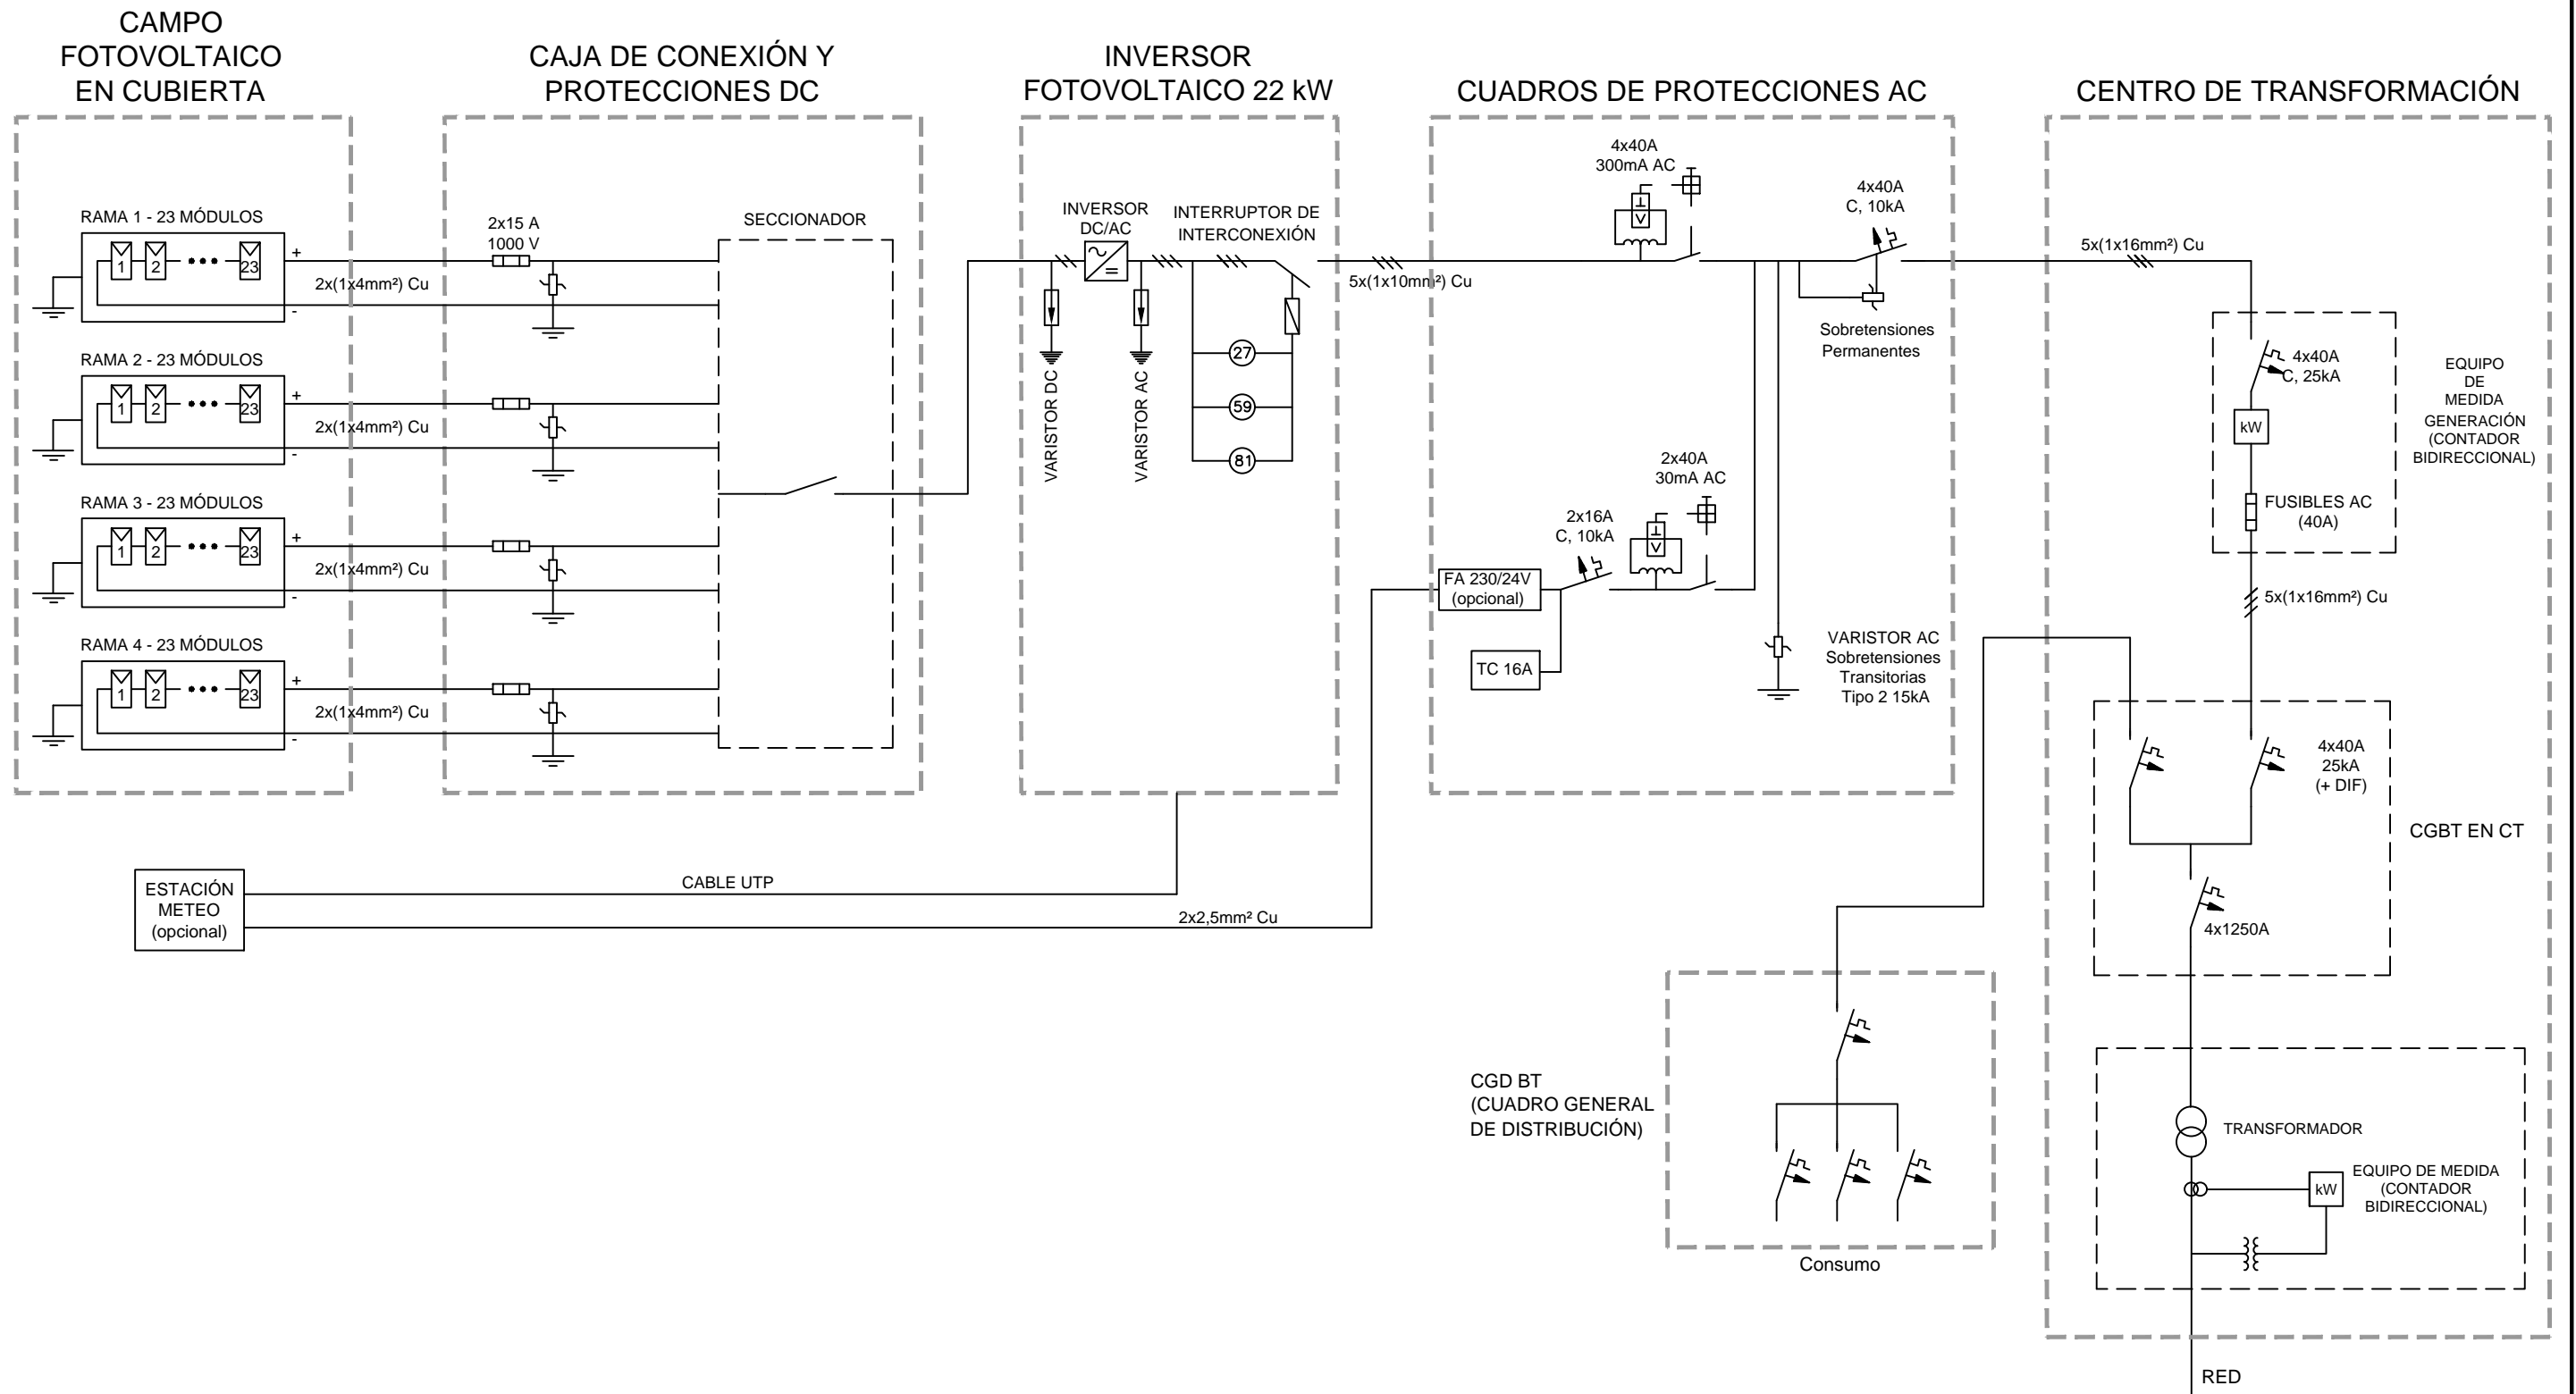 CAMPO
FOTOVOLTAICO
EN CUBIERTA
RAMA 1 - 23 MÓDULOS
1
2
23
+
-
2x(1x4mm²) Cu
RAMA 2 - 23 MÓDULOS
1
2
23
+
-
2x(1x4mm²) Cu
RAMA 3 - 23 MÓDULOS
1
2
23
+
-
2x(1x4mm²) Cu
RAMA 4 - 23 MÓDULOS
1
2
23
+
-
2x(1x4mm²) Cu
CAJA DE CONEXIÓN Y
PROTECCIONES DC
2x15 A
1000 V
SECCIONADOR
INVERSOR
FOTOVOLTAICO 22 kW
INVERSOR
DC/AC
INTERRUPTOR DE
INTERCONEXIÓN
VARISTOR DC
VARISTOR AC
27
59
81
CUADROS DE PROTECCIONES AC
5x(1x10mm²) Cu
4x40A
300mA AC
4x40A
C, 10kA
Sobretensiones
Permanentes
2x40A
30mA AC
2x16A
C, 10kA
FA 230/24V
(opcional)
TC 16A
VARISTOR AC
Sobretensiones
Transitorias
Tipo 2 15kA
CENTRO DE TRANSFORMACIÓN
5x(1x16mm²) Cu
4x40A
C, 25kA
kW
FUSIBLES AC
(40A)
EQUIPO
DE
MEDIDA
GENERACIÓN
(CONTADOR
BIDIRECCIONAL)
5x(1x16mm²) Cu
4x40A
25kA
(+ DIF)
CGBT EN CT
4x1250A
TRANSFORMADOR
kW
EQUIPO DE MEDIDA
(CONTADOR
BIDIRECCIONAL)
RED
ESTACIÓN
METEO
(opcional)
CABLE UTP
2x2,5mm² Cu
CGD BT
(CUADRO GENERAL
DE DISTRIBUCIÓN)
Consumo